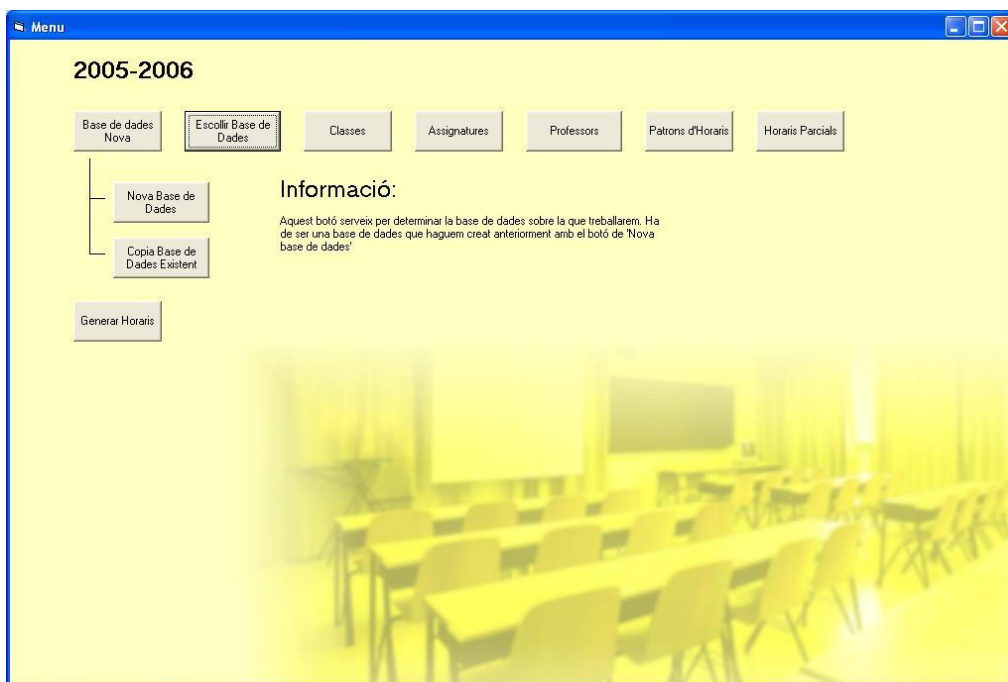 Menu
2005-2006
Base de dades
Nova
Escollir Base de
Dades
Classes
Assignatures
Professors
Patrons d'Horaris
Horaris Parcials
Nova Base de
Dades
Copia Base de
Dades Existent
Generar Horaris
Informació:
Aquest botó serveix per determinar la base de dades sobre la que treballarem. Ha
de ser una base de dades que haguem creat anteriorment amb el botó de 'Nova
base de dades'